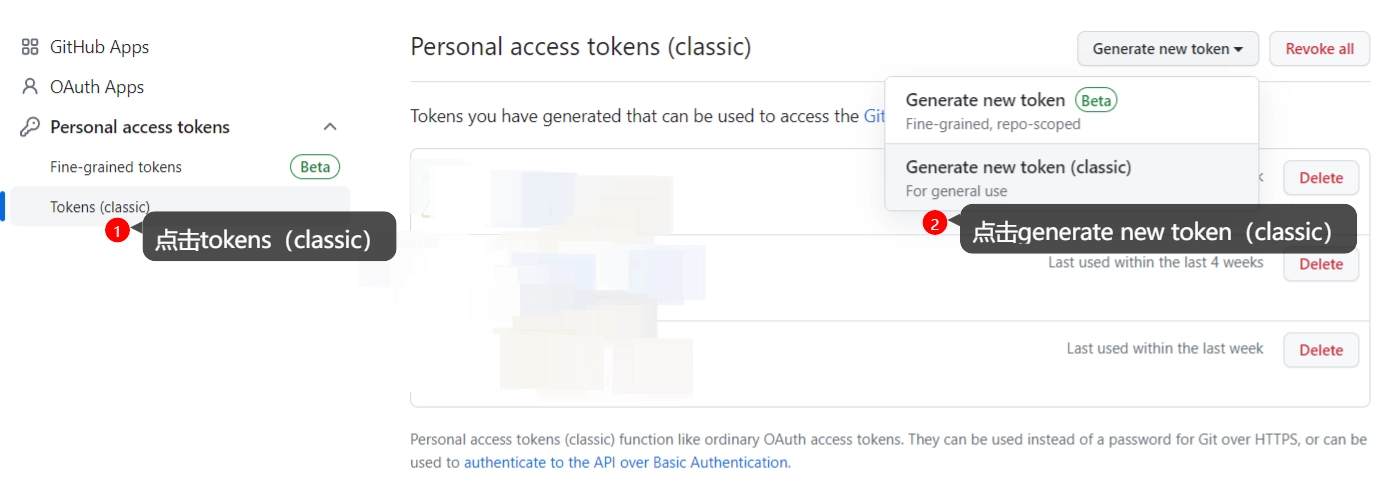 GitHub Apps
OAuth Apps
Personal access tokens
Fine-grained tokens Beta
Tokens (classic)
1 点击tokens（classic）
Personal access tokens (classic)
Generate new token
Revoke all
Tokens you have generated that can be used to access the Git
Generate new token Beta
Fine-grained, repo-scoped
Generate new token (classic)
For general use
2 点击generate new token（classic）
Delete
Last used within the last 4 weeks
Delete
Last used within the last week
Delete
Personal access tokens (classic) function like ordinary OAuth access tokens. They can be used instead of a password for Git over HTTPS, or can be
used to authenticate to the API over Basic Authentication.